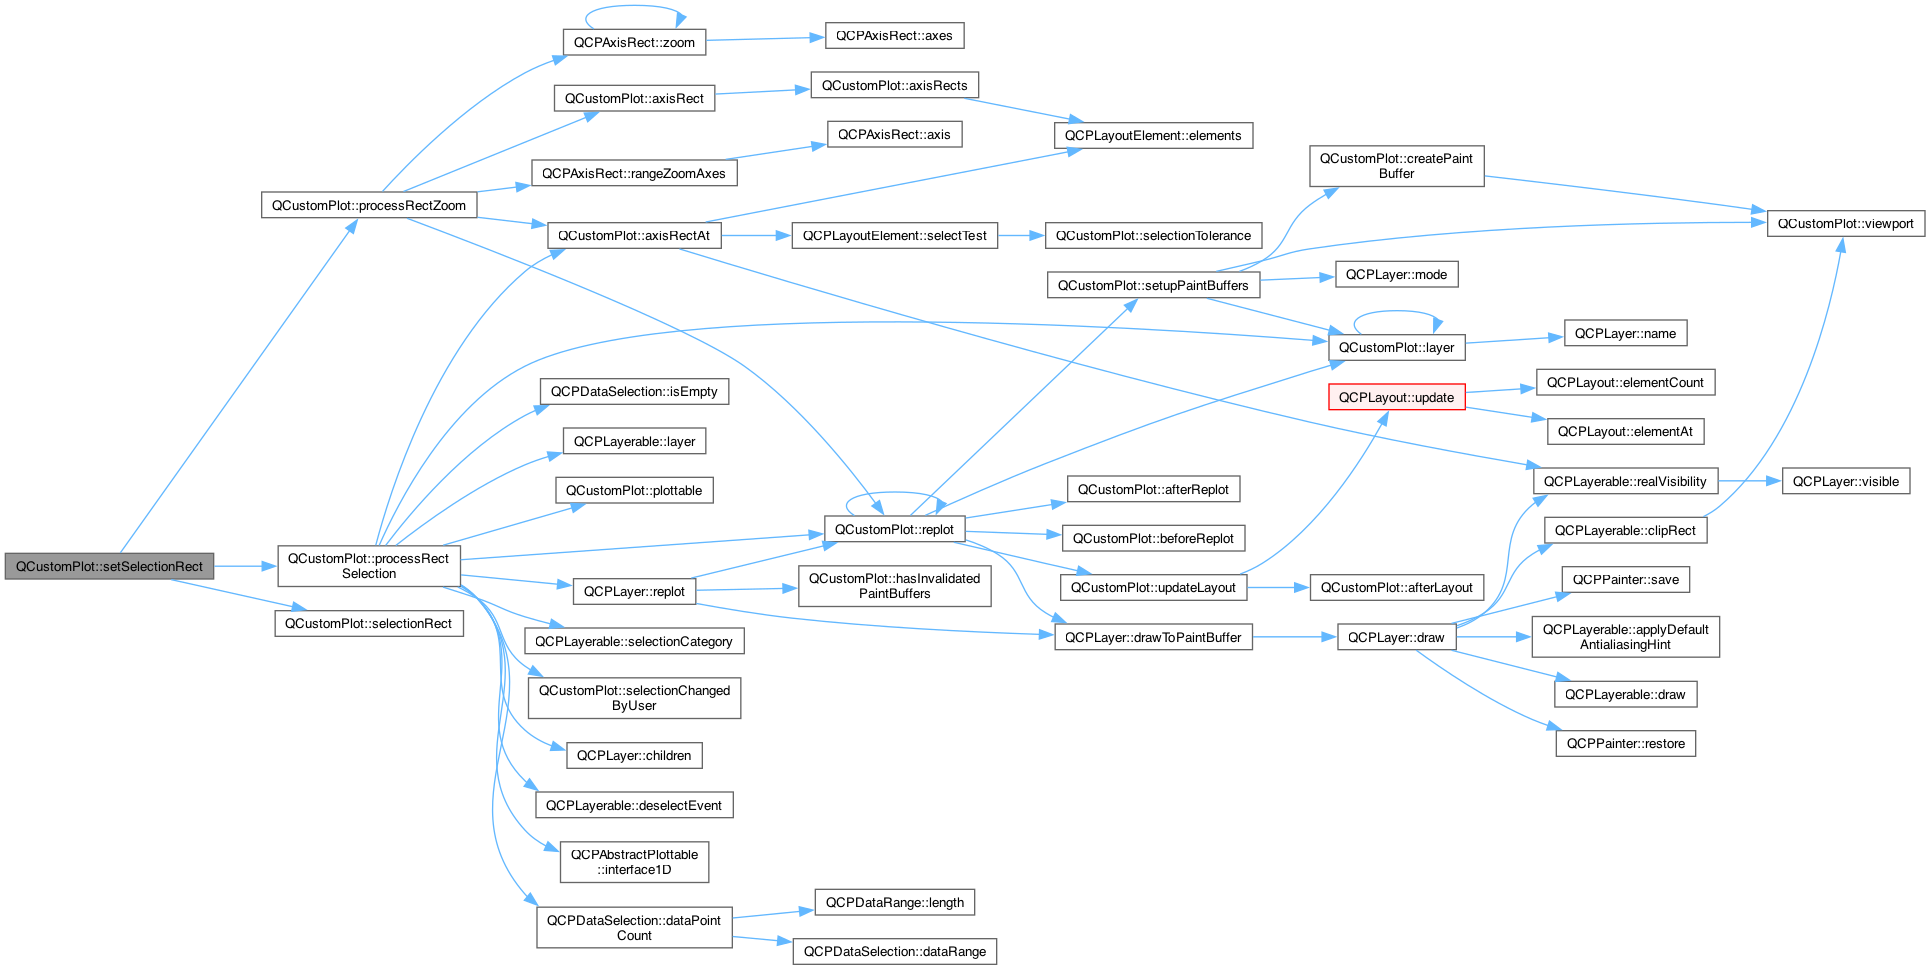 QCPAxisRect::zoom
QCPAxisRect::axes
QCustomPlot::axisRect
QCustomPlot::axisRects
QCPAxisRect::axis
QCPLayoutElement::elements
QCPAxisRect::rangeZoomAxes
QCustomPlot::createPaint
Buffer
QCustomPlot::processRectZoom
QCustomPlot::axisRectAt
QCPLayoutElement::selectTest
QCustomPlot::selectionTolerance
QCustomPlot::viewport
QCustomPlot::setupPaintBuffers
QCPLayer::mode
QCustomPlot::layer
QCPLayer::name
QCPDataSelection::isEmpty
QCPLayout::update
QCPLayout::elementCount
QCPLayerable::layer
QCPLayout::elementAt
QCustomPlot::plottable
QCustomPlot::afterReplot
QCPLayerable::realVisibility
QCPLayer::visible
QCustomPlot::replot
QCustomPlot::beforeReplot
QCPLayerable::clipRect
QCustomPlot::setSelectionRect
QCustomPlot::processRect
Selection
QCPLayer::replot
QCustomPlot::hasInvalidated
PaintBuffers
QCustomPlot::updateLayout
QCustomPlot::afterLayout
QCPPainter::save
QCustomPlot::selectionRect
QCPLayerable::selectionCategory
QCPLayer::drawToPaintBuffer
QCPLayer::draw
QCPLayerable::applyDefault
AntialiasingHint
QCustomPlot::selectionChanged
ByUser
QCPLayerable::draw
QCPLayer::children
QCPPainter::restore
QCPLayerable::deselectEvent
QCPAbstractPlottable
::interface1D
QCPDataSelection::dataPoint
Count
QCPDataRange::length
QCPDataSelection::dataRange